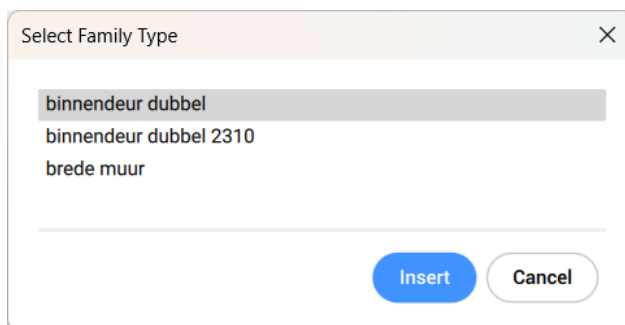 Select Family Type
binnendeur dubbel
binnendeur dubbel 2310
brede muur
Insert
Cancel